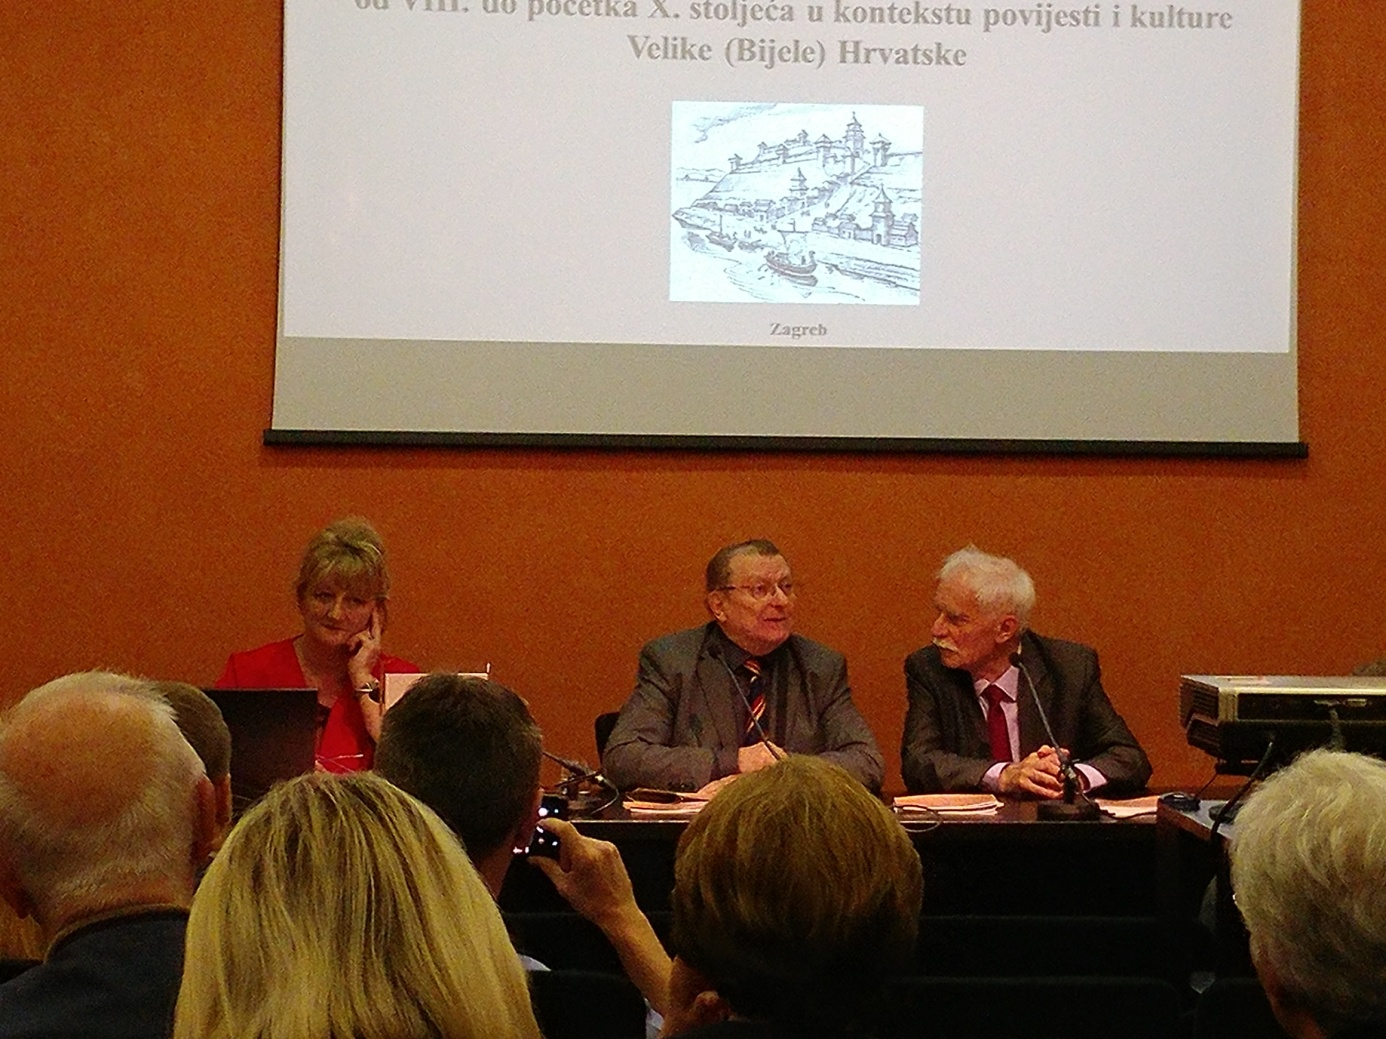 od VIII. do početka X. stoljeća u kontekstu povijesti i kulture
Velike (Bijele) Hrvatske
Zagreb